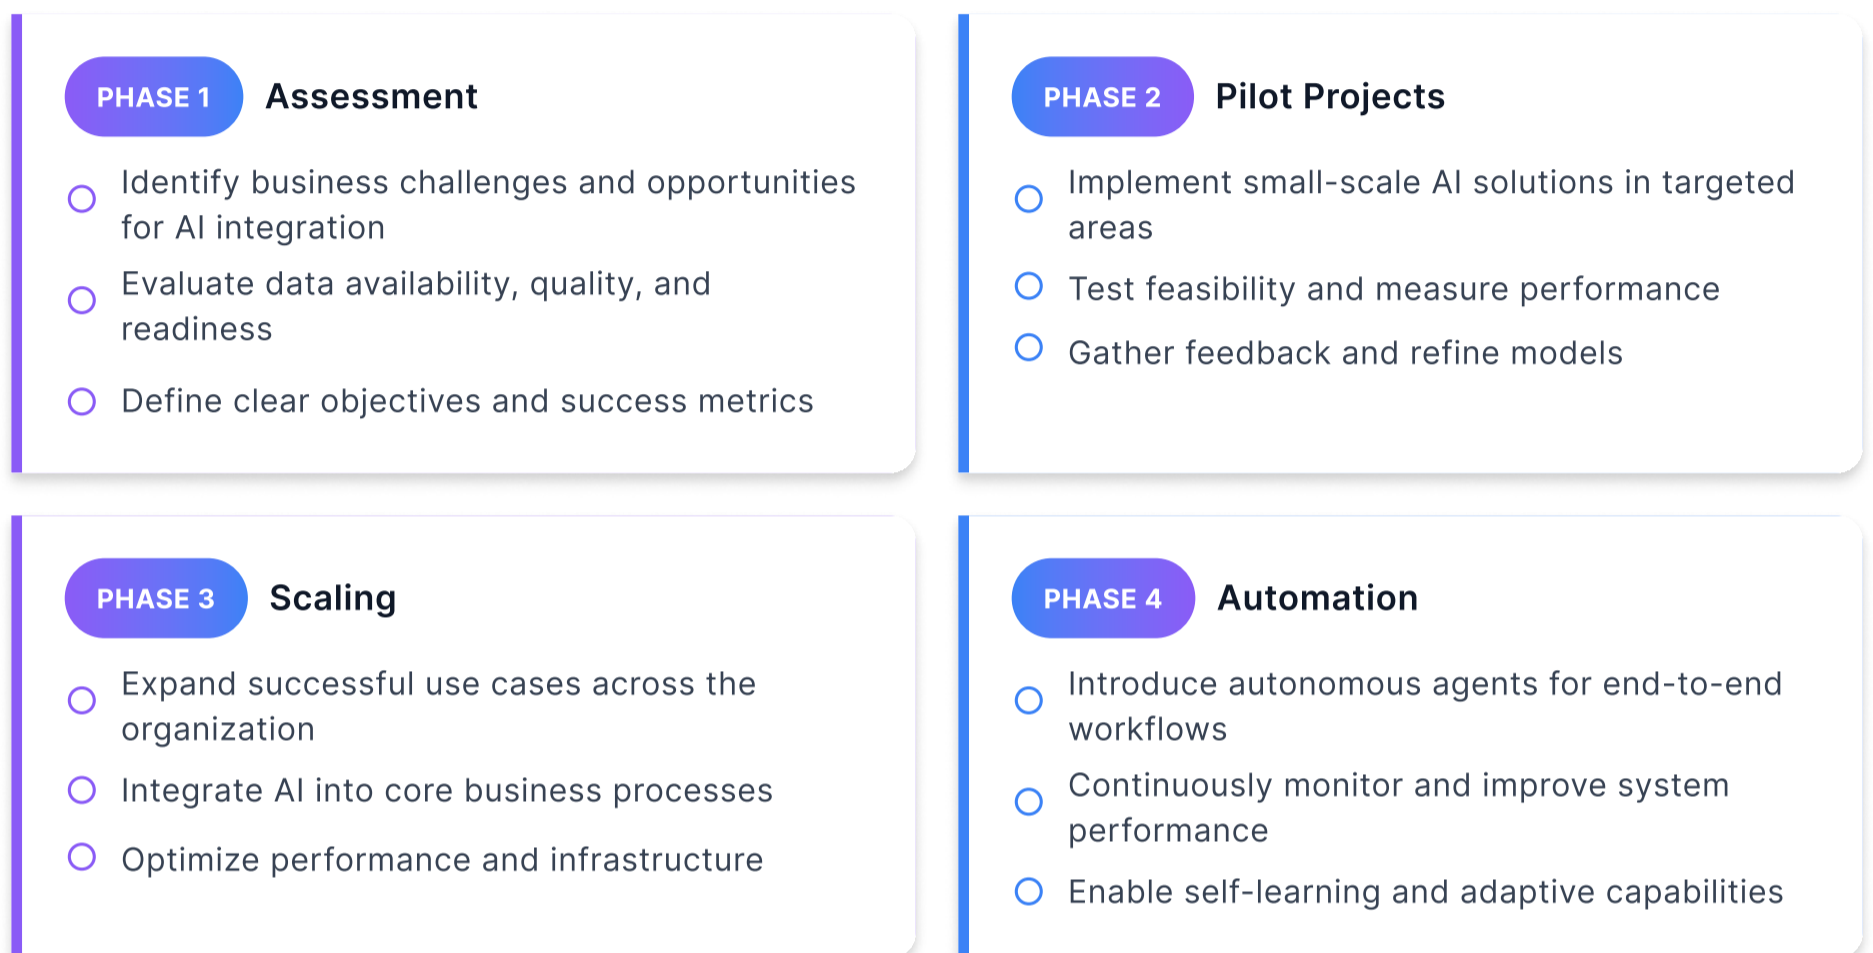 PHASE 1 Assessment
Identify business challenges and opportunities
for AI integration
Evaluate data availability, quality, and
readiness
Define clear objectives and success metrics
PHASE 2 Pilot Projects
Implement small-scale AI solutions in targeted
areas
Test feasibility and measure performance
Gather feedback and refine models
PHASE 3 Scaling
Expand successful use cases across the
organization
Integrate AI into core business processes
Optimize performance and infrastructure
PHASE 4 Automation
Introduce autonomous agents for end-to-end
workflows
Continuously monitor and improve system
performance
Enable self-learning and adaptive capabilities